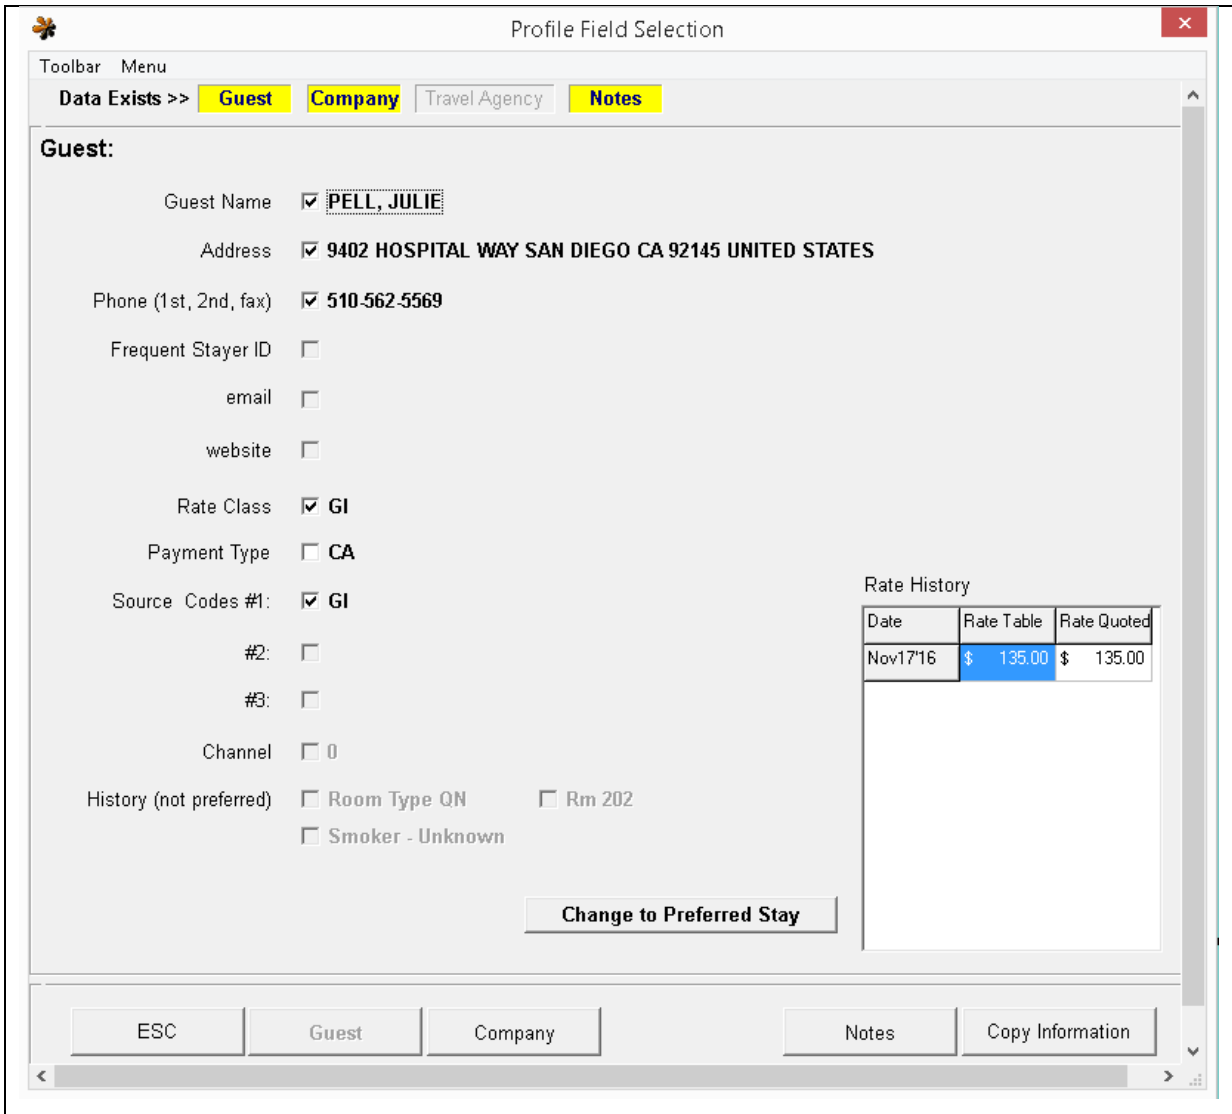 Profile Field Selection
Toolbar Menu
Data Exists >> Guest Company Travel Agency Notes
Guest:
Guest Name PELL, JULIE
Address 9402 HOSPITAL WAY SAN DIEGO CA 92145 UNITED STATES
Phone (1st, 2nd, fax) 510-562-5569
Frequent Stayer ID
email
website
Rate Class GI
Payment Type CA
Source Codes #1: GI
#2:
#3:
Channel 0
History (not preferred) Room Type QN Rm 202
Smoker - Unknown
Rate History
Date Rate Table Rate Quoted
Nov17'16 $ 135.00 $ 135.00
Change to Preferred Stay
ESC Guest Company Notes Copy Information